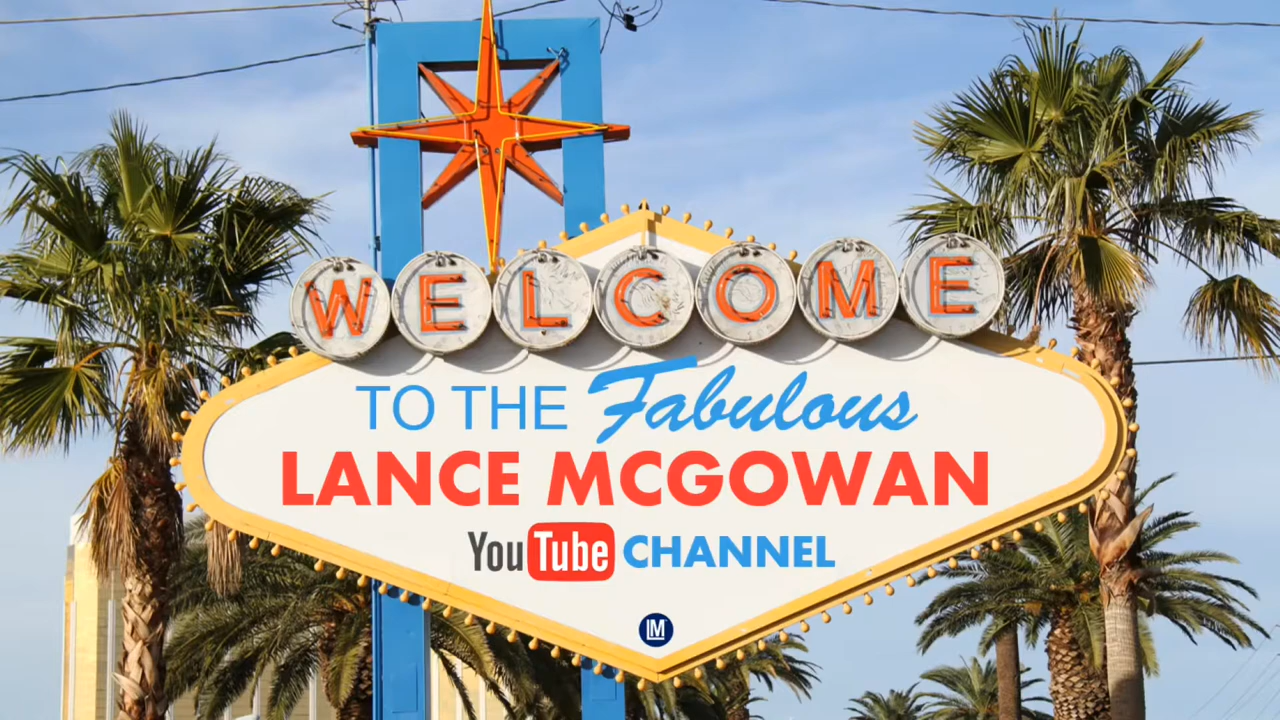 WELCOME
TO THE Fabulous
LANCE MCGOWAN
YouTube CHANNEL
LM